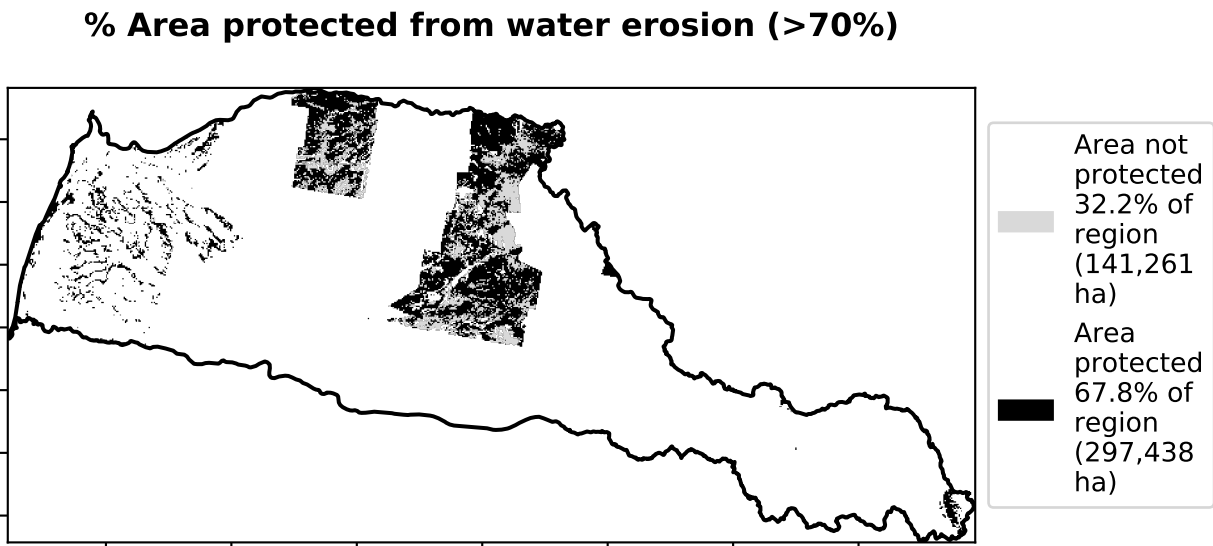 % Area protected from water erosion (>70%)
Area not
protected
32.2% of
region
(141,261
ha)
Area
protected
67.8% of
region
(297,438
ha)